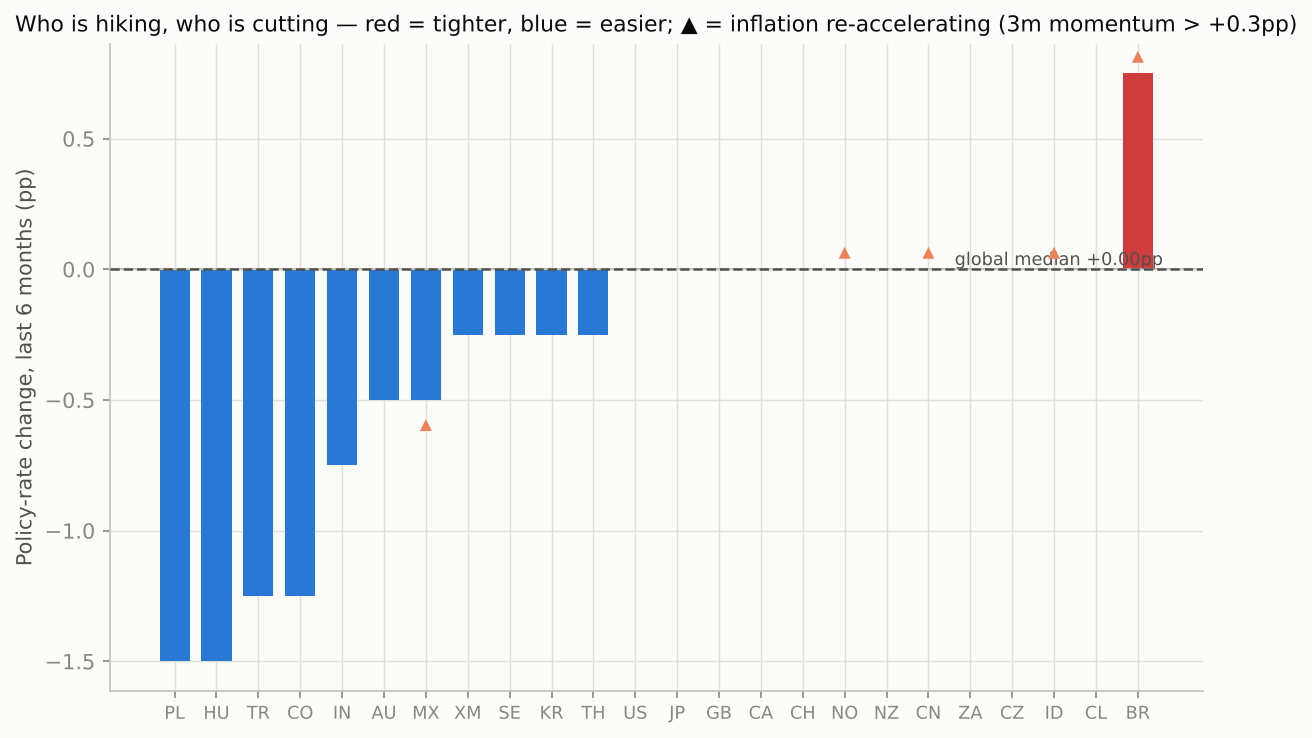 Who is hiking, who is cutting — red = tighter, blue = easier; ▲ = inflation re-accelerating (3m momentum > +0.3pp)
Policy-rate change, last 6 months (pp)
0.5
0.0
−0.5
−1.0
−1.5
global median +0.00pp
PL HU TR CO IN AU MX XM SE KR TH US JP GB CA CH NO NZ CN ZA CZ ID CL BR